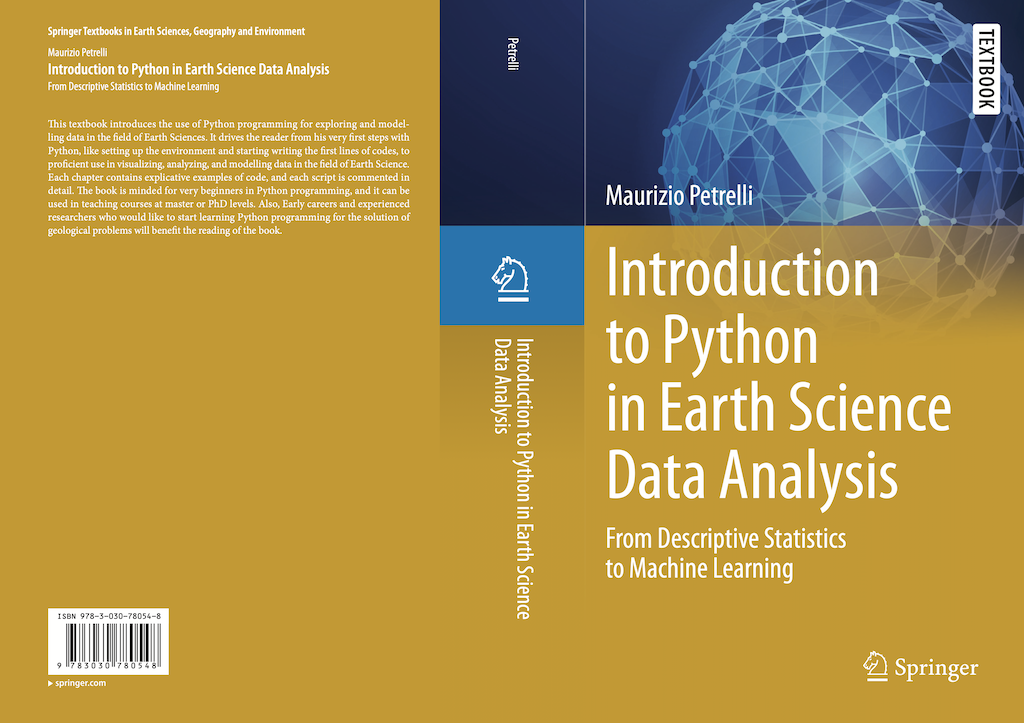 Springer Textbooks in Earth Sciences, Geography and Environment
Maurizio Petrelli
Introduction to Python in Earth Science Data Analysis
From Descriptive Statistics to Machine Learning
This textbook introduces the use of Python programming for exploring and model-
ling data in the field of Earth Sciences. It drives the reader from his very first steps with
Python, like setting up the environment and starting writing the first lines of codes, to
proficient use in visualizing, analyzing, and modelling data in the field of Earth Science.
Each chapter contains explicative examples of code, and each script is commented in
detail. The book is minded for very beginners in Python programming, and it can be
used in teaching courses at master or PhD levels. Also, Early careers and experienced
researchers who would like to start learning Python programming for the solution of
geological problems will benefit the reading of the book.
ISBN 978-3-030-78054-8
9 783030 780548
springer.com
Petrelli
Introduction to Python in Earth Science
Data Analysis
TEXTBOOK
Maurizio Petrelli
Introduction
to Python
in Earth Science
Data Analysis
From Descriptive Statistics
to Machine Learning
Springer